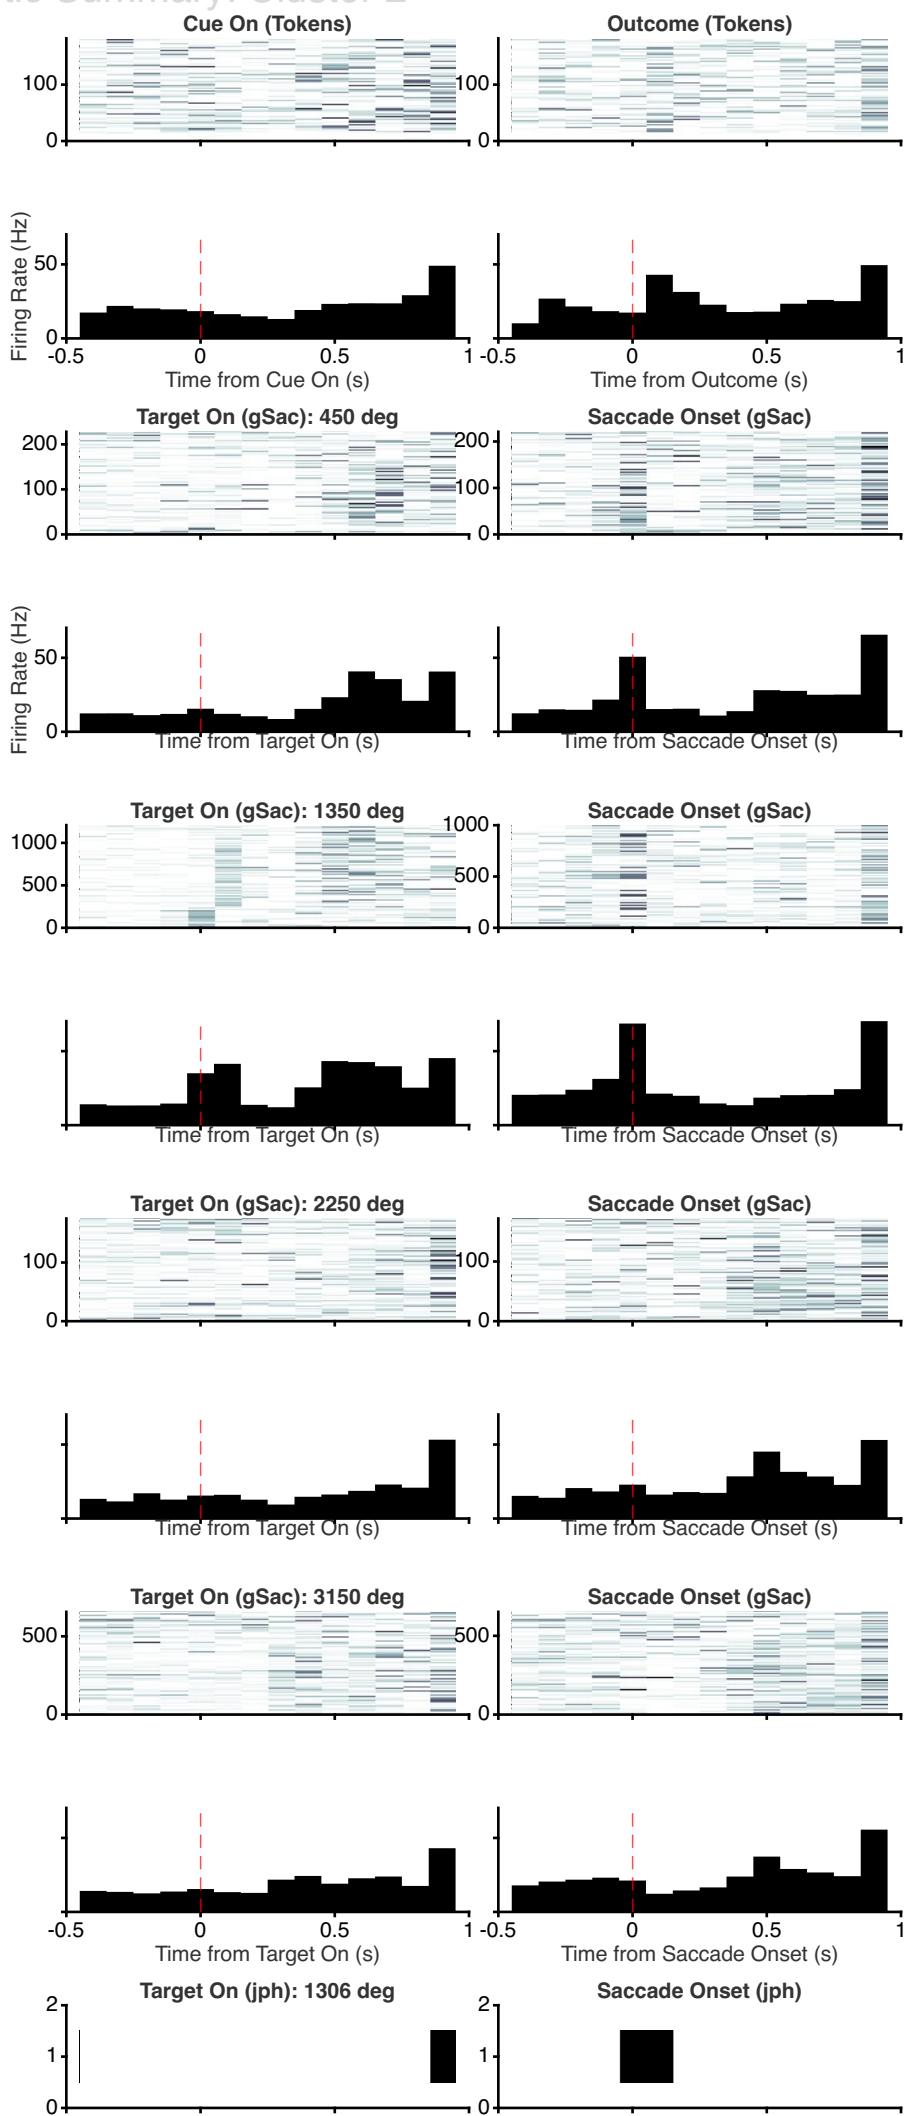 Cue On (Tokens) Outcome (Tokens)
100 100
0 0
Firing Rate (Hz)
50
0
-0.5 0 0.5 1 -0.5 0 0.5 1
Time from Cue On (s) Time from Outcome (s)
Target On (gSac): 450 deg Saccade Onset (gSac)
200 200
100 100
0 0
Firing Rate (Hz)
50
0
Time from Target On (s) Time from Saccade Onset (s)
Target On (gSac): 1350 deg Saccade Onset (gSac)
1000 1000
500 500
0 0
Time from Target On (s) Time from Saccade Onset (s)
Target On (gSac): 2250 deg Saccade Onset (gSac)
100 100
0 0
Time from Target On (s) Time from Saccade Onset (s)
Target On (gSac): 3150 deg Saccade Onset (gSac)
500 500
0 0
-0.5 0 0.5 1 -0.5 0 0.5 1
Time from Target On (s) Time from Saccade Onset (s)
Target On (jph): 1306 deg Saccade Onset (jph)
2 2
1 1
0 0